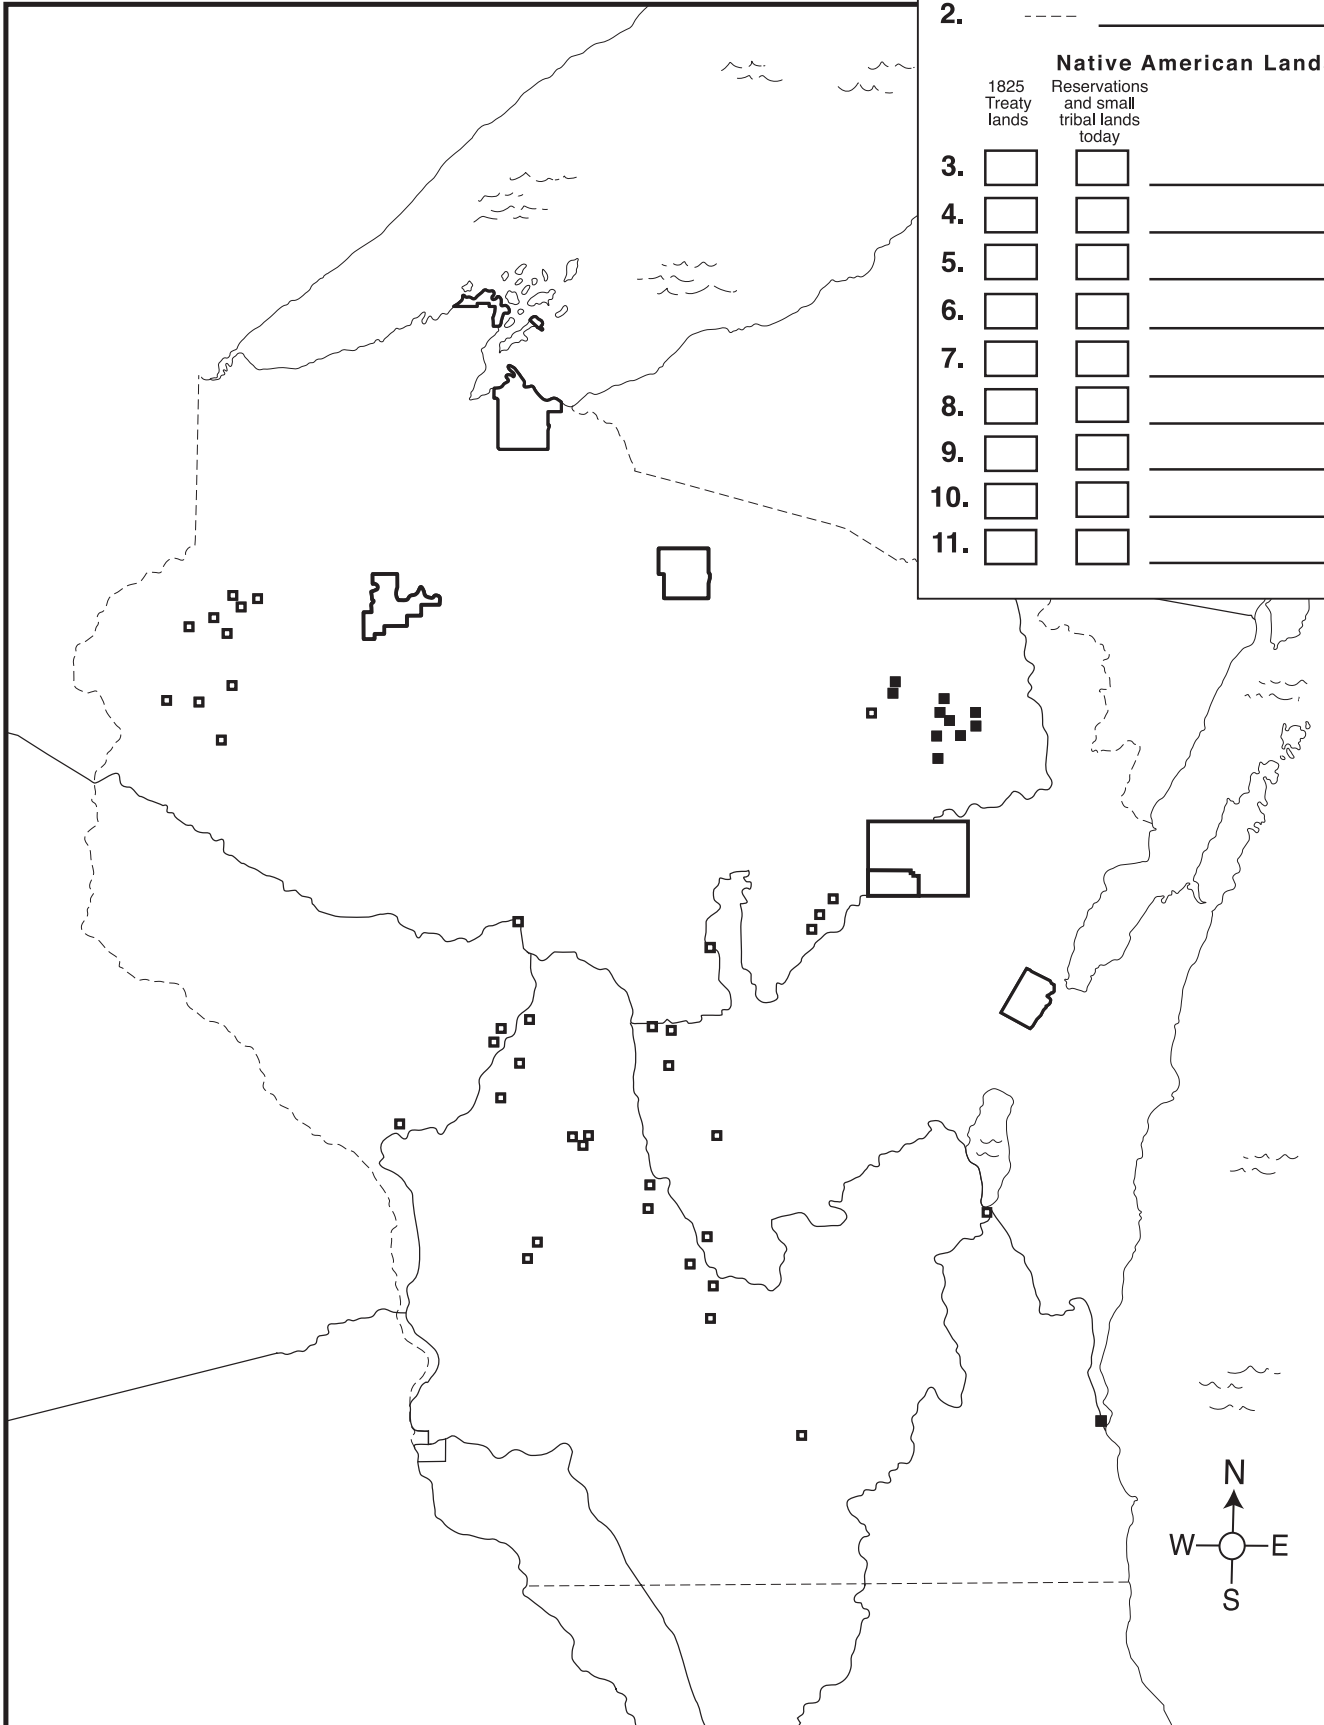 2.
Native American Land
1825
Treaty
lands
Reservations
and small
tribal lands
today
3.
4.
5.
6.
7.
8.
9.
10.
11.
N
W E
S